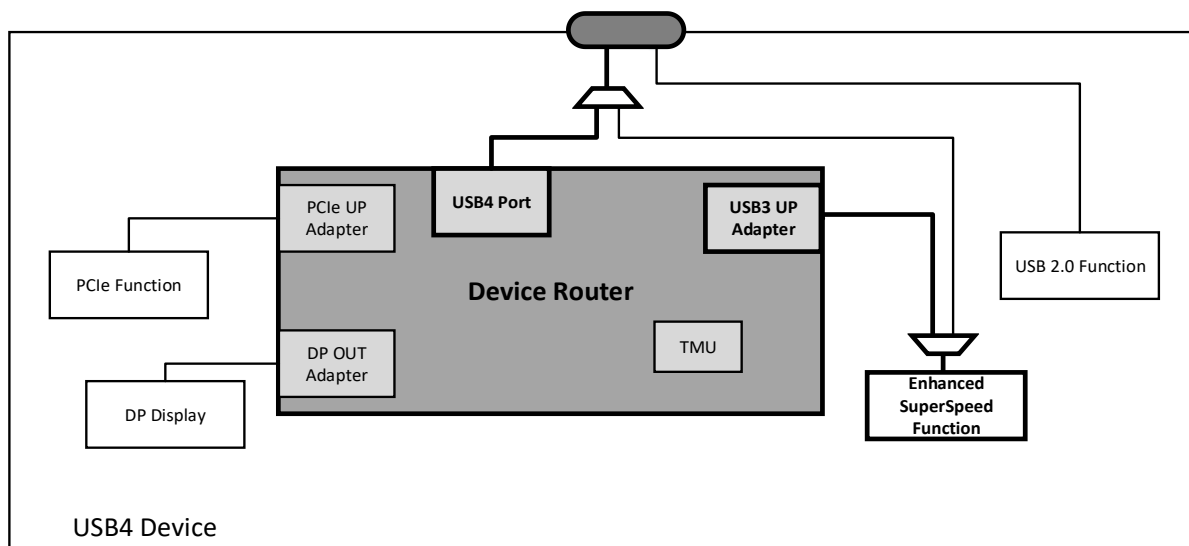 PCIe UP
Adapter
USB4 Port
USB3 UP
Adapter
PCIe Function
USB 2.0 Function
Device Router
DP OUT
Adapter
TMU
DP Display
Enhanced
SuperSpeed
Function
USB4 Device